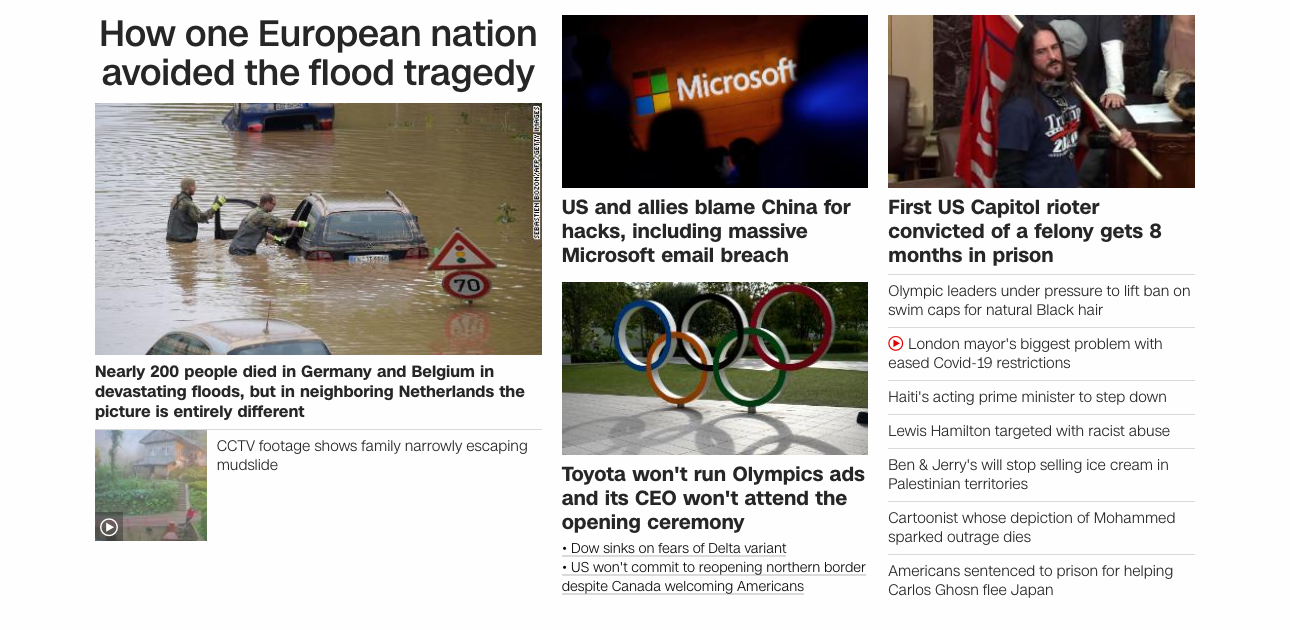 How one European nation
avoided the flood tragedy
SEBASTIEN BOZON/AFP/GETTY IMAGES
70
Nearly 200 people died in Germany and Belgium in
devastating floods, but in neighboring Netherlands the
picture is entirely different
CCTV footage shows family narrowly escaping
mudslide
Microsoft
US and allies blame China for
hacks, including massive
Microsoft email breach
Toyota won't run Olympics ads
and its CEO won't attend the
opening ceremony
• Dow sinks on fears of Delta variant
• US won't commit to reopening northern border
despite Canada welcoming Americans
First US Capitol rioter
convicted of a felony gets 8
months in prison
Olympic leaders under pressure to lift ban on
swim caps for natural Black hair
London mayor's biggest problem with
eased Covid-19 restrictions
Haiti's acting prime minister to step down
Lewis Hamilton targeted with racist abuse
Ben & Jerry's will stop selling ice cream in
Palestinian territories
Cartoonist whose depiction of Mohammed
sparked outrage dies
Americans sentenced to prison for helping
Carlos Ghosn flee Japan